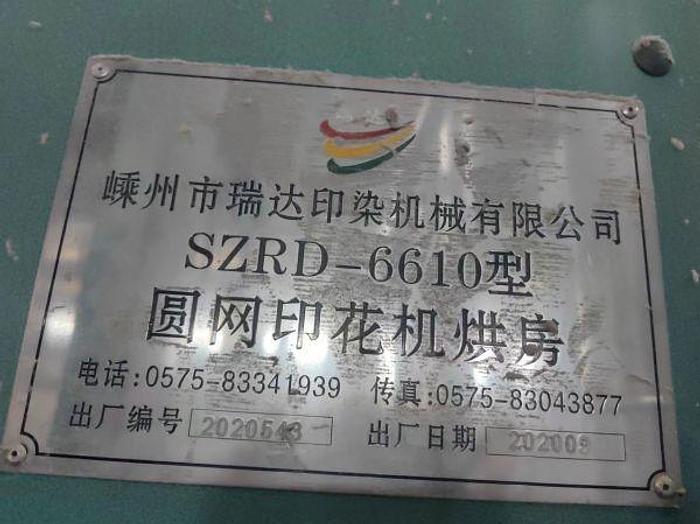 嵊州市瑞达印染机械有限公司
SZRD-6610型
圆网印花机烘房
电话:0575-83341939 传真:0575-83043877
出厂编号 2020543 出厂日期 202009